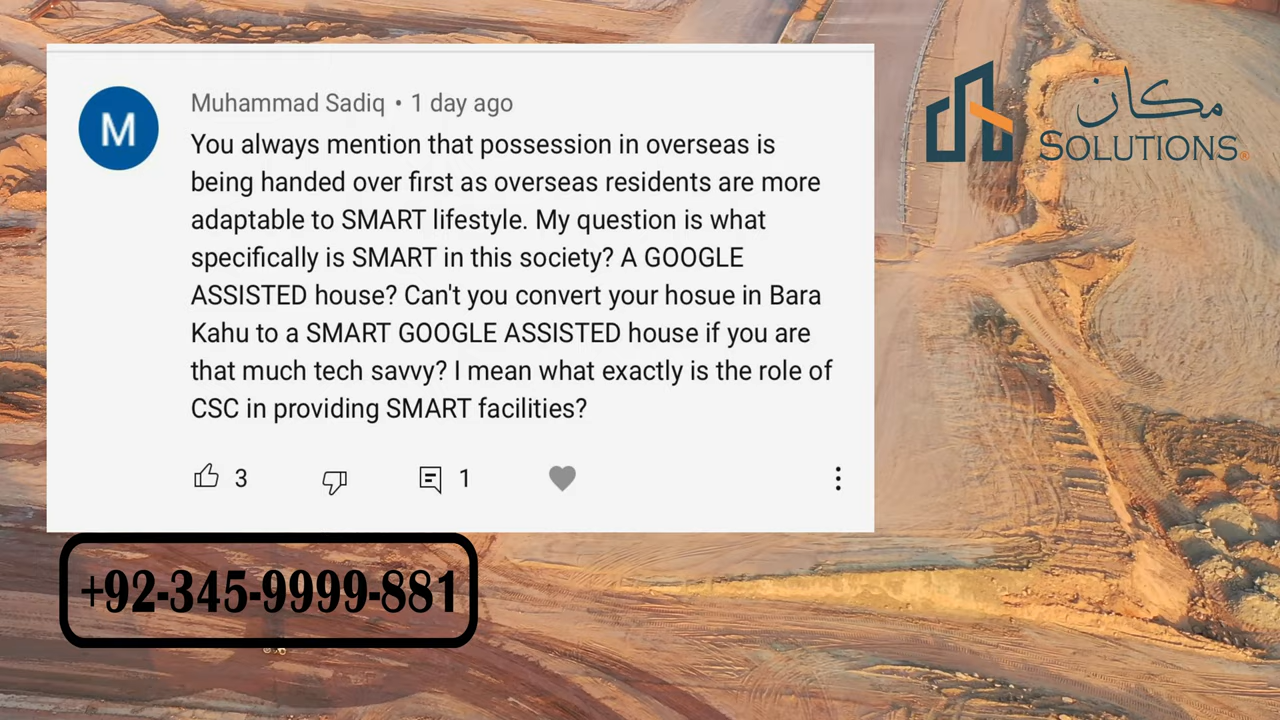 Muhammad Sadiq • 1 day ago
M
You always mention that possession in overseas is
being handed over first as overseas residents are more
adaptable to SMART lifestyle. My question is what
specifically is SMART in this society? A GOOGLE
ASSISTED house? Can't you convert your hosue in Bara
Kahu to a SMART GOOGLE ASSISTED house if you are
that much tech savvy? I mean what exactly is the role of
CSC in providing SMART facilities?
3
1
مكان
SOLUTIONS®
+92-345-9999-881